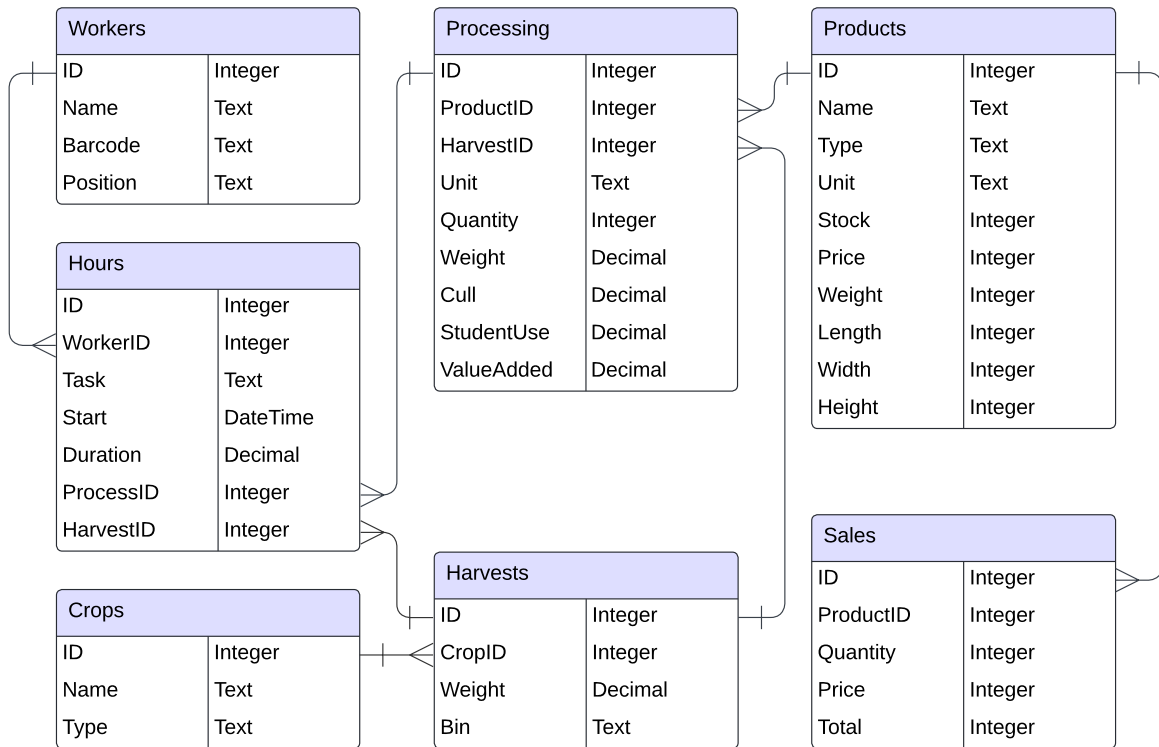 Workers
ID Integer
Name Text
Barcode Text
Position Text
Hours
ID Integer
WorkerID Integer
Task Text
Start DateTime
Duration Decimal
ProcessID Integer
HarvestID Integer
Crops
ID Integer
Name Text
Type Text
Processing
ID Integer
ProductID Integer
HarvestID Integer
Unit Text
Quantity Integer
Weight Decimal
Cull Decimal
StudentUse Decimal
ValueAdded Decimal
Harvests
ID Integer
CropID Integer
Weight Decimal
Bin Text
Products
ID Integer
Name Text
Type Text
Unit Text
Stock Integer
Price Integer
Weight Integer
Length Integer
Width Integer
Height Integer
Sales
ID Integer
ProductID Integer
Quantity Integer
Price Integer
Total Integer